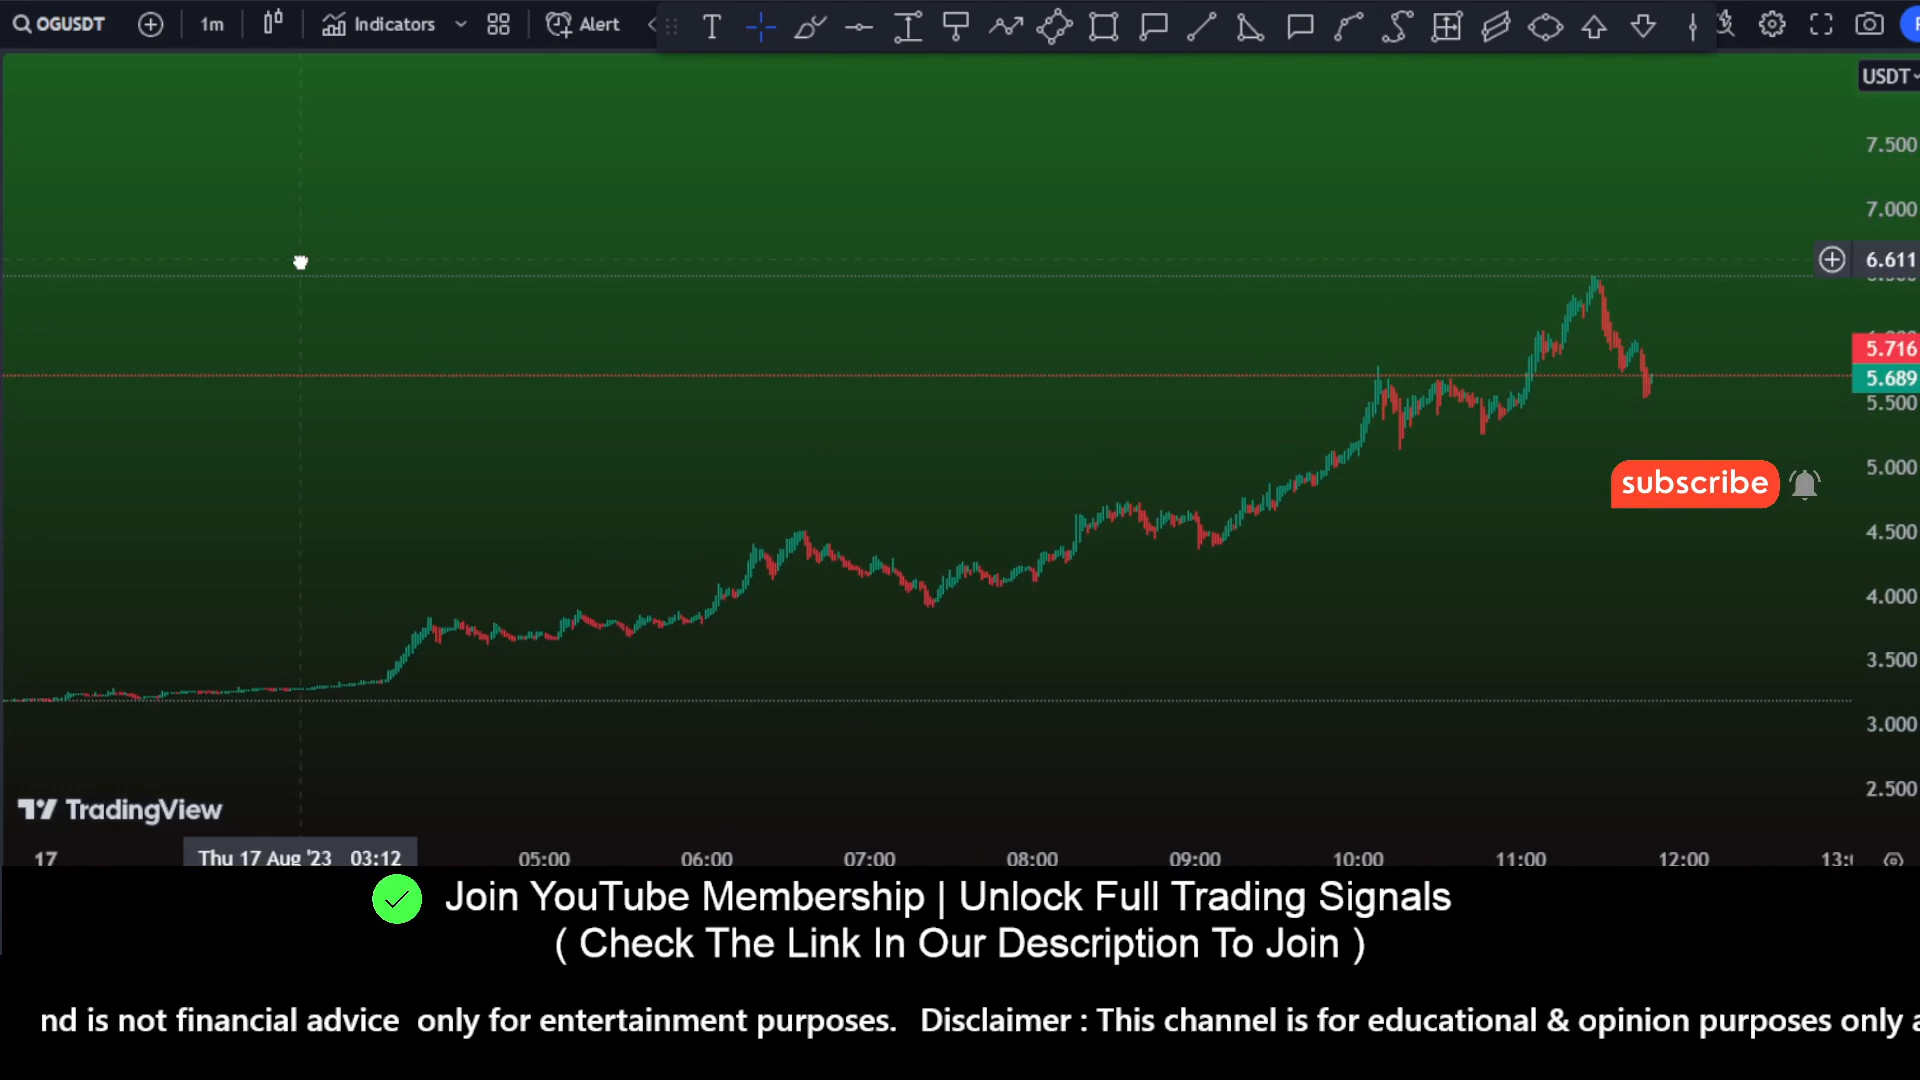 OGUSDT 1m Indicators Alert
USDT
7.500
7.000
6.611
5.716
5.689
5.500
5.000
subscribe
4.500
4.000
3.500
3.000
2.500
TradingView
17 Thu 17 Aug '23 03:12 05:00 06:00 07:00 08:00 09:00 10:00 11:00 12:00
Join YouTube Membership | Unlock Full Trading Signals
( Check The Link In Our Description To Join )
nd is not financial advice only for entertainment purposes. Disclaimer : This channel is for educational & opinion purposes only a